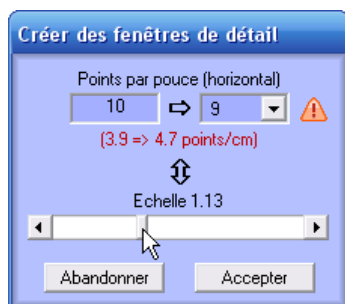 Créer des fenêtres de détail
Points par pouce (horizontal)
10 9
(3.9 => 4.7 points/cm)
Echelle 1.13
Abandonner Accepter